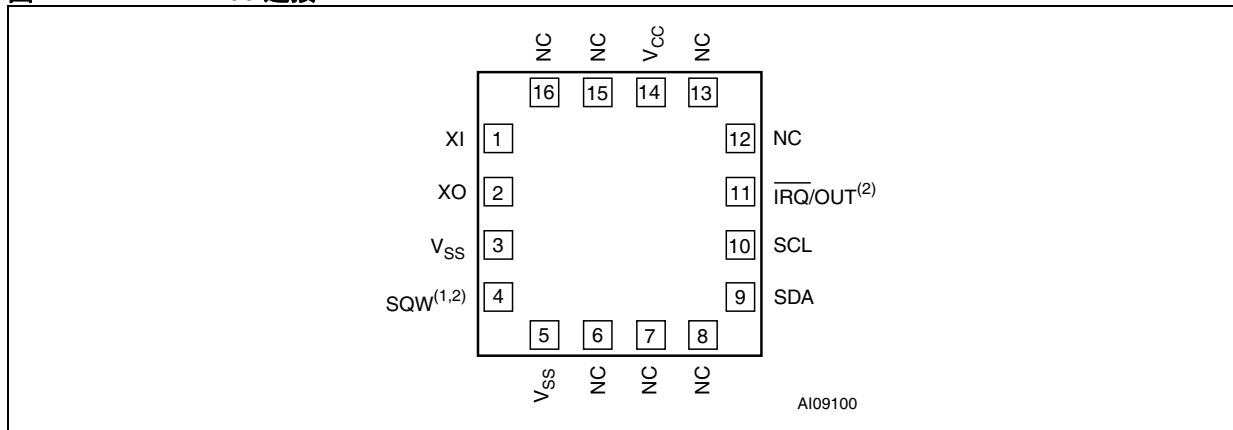 NC NC VCC NC
16 15 14 13
XI 1 12 NC
XO 2 11 IRQ/OUT(2)
VSS 3 10 SCL
SQW(1,2) 4 9 SDA
5 6 7 8
VSS NC NC NC
AI09100